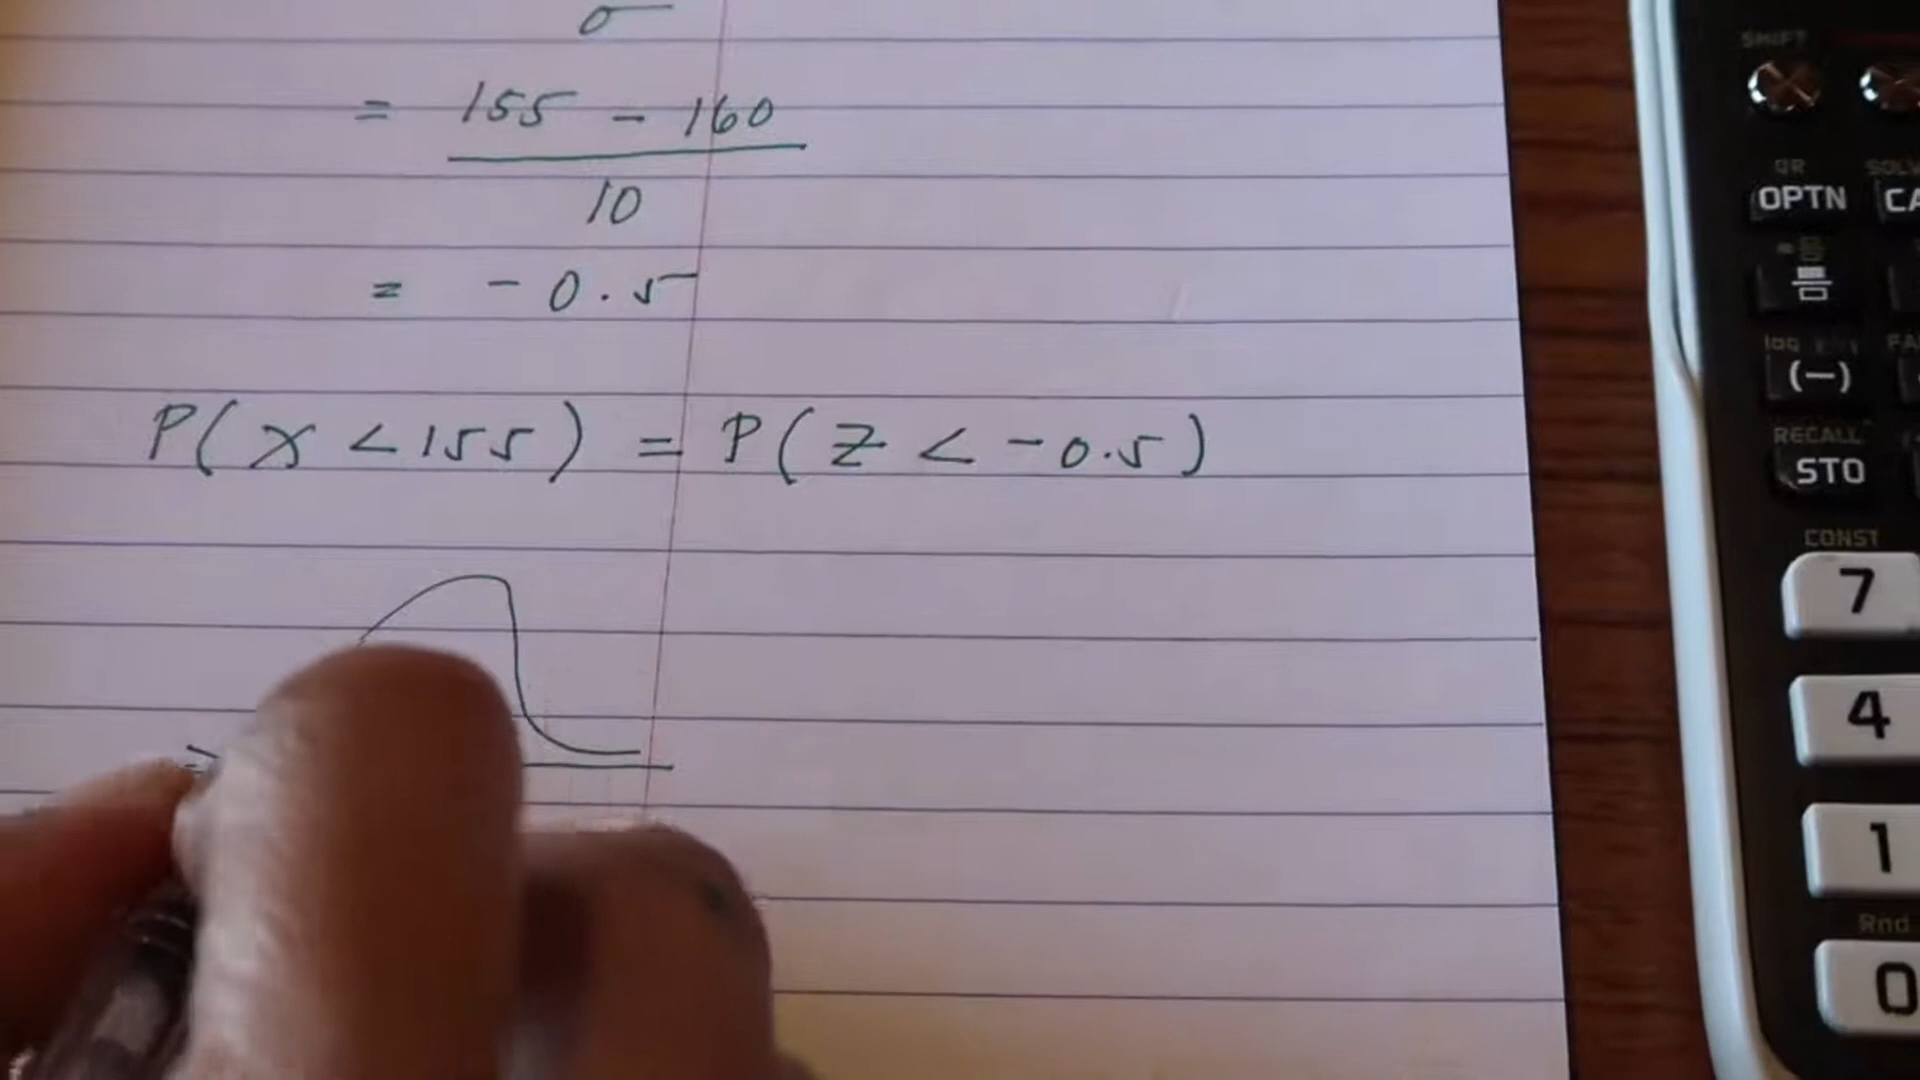 σ
= 155 - 160
10
= - 0.5
P( x < 155 ) = P( Z < -0.5 )
SHIFT
OPTN
(−)
RECALL
STO
CONST
7
4
1
Rnd
0